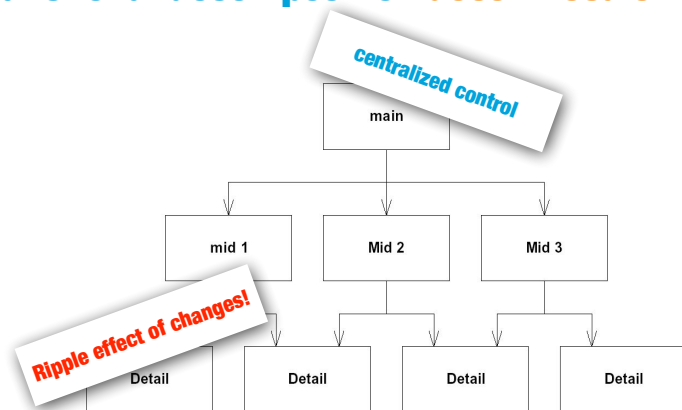 centralized control
main
mid 1
Mid 2
Mid 3
Ripple effect of changes!
Detail
Detail
Detail
Detail